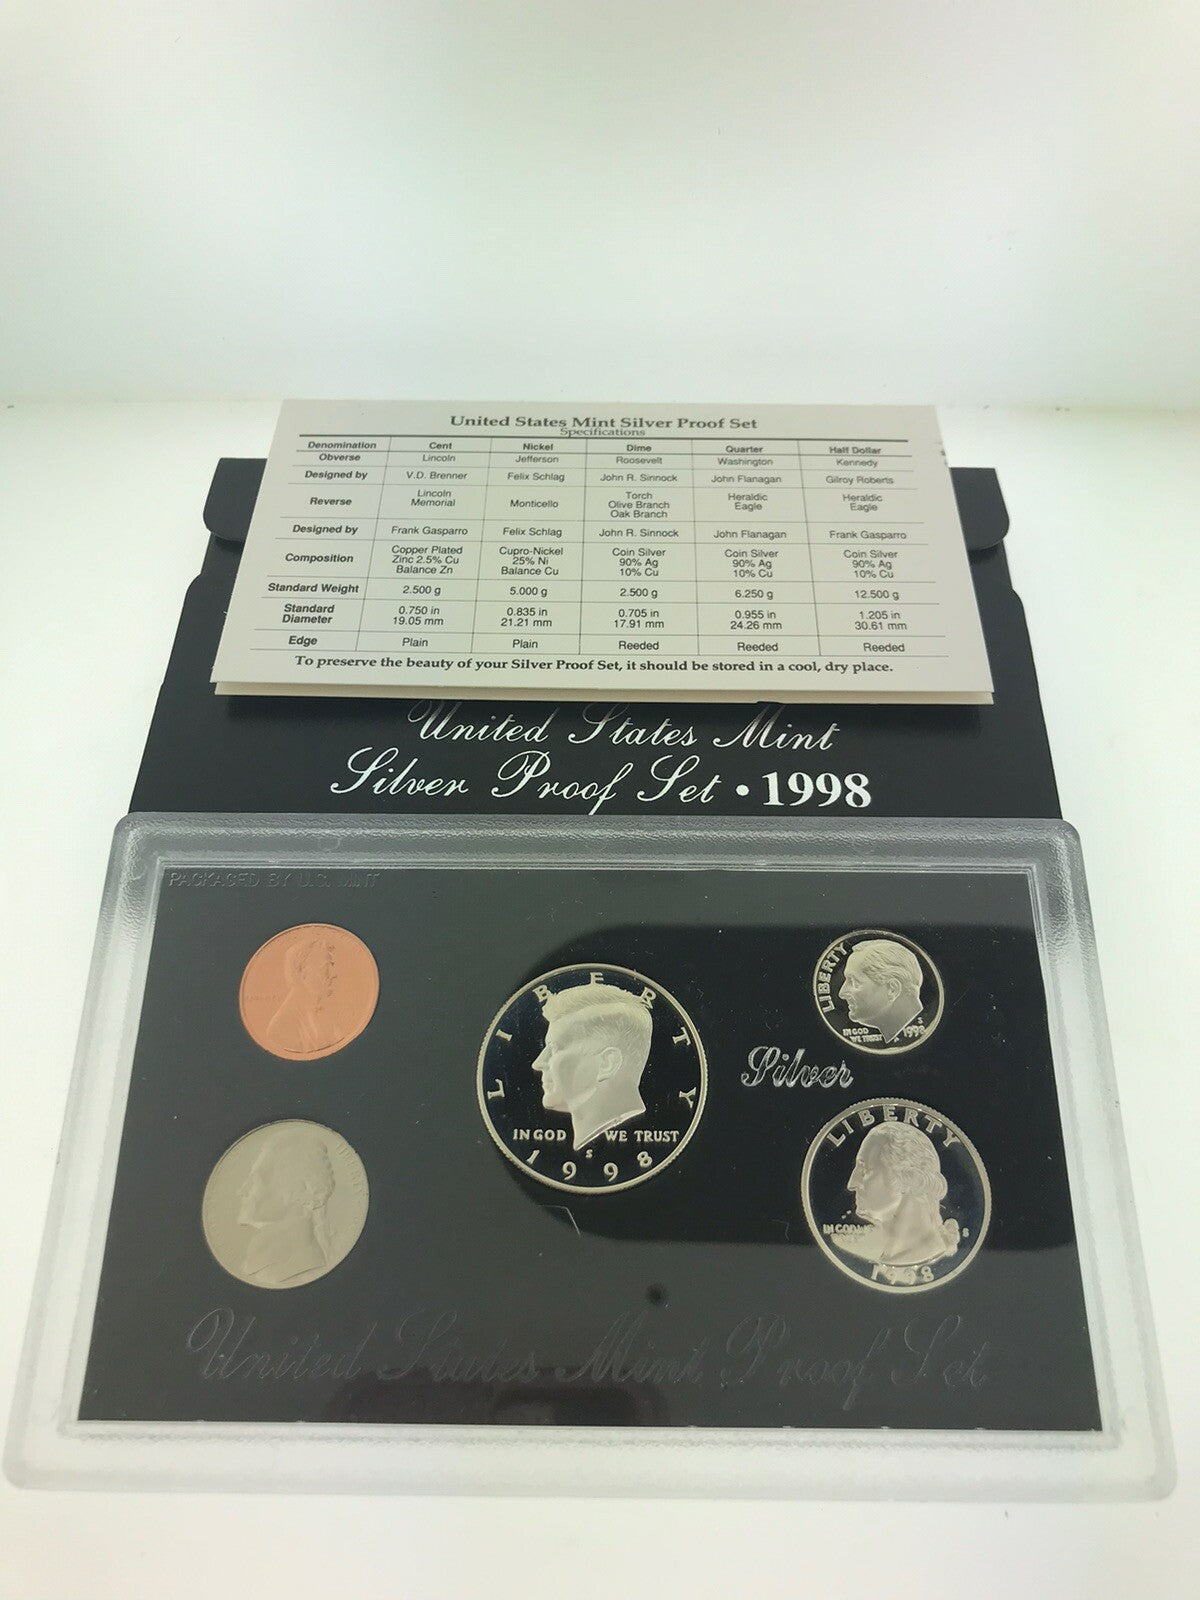 United States Mint Silver Proof Set
Specifications
Denomination Cent Nickel Dime Quarter Half Dollar
Obverse Lincoln Jefferson Roosevelt Washington Kennedy
Designed by V.D. Brenner Felix Schlag John R. Sinnock John Flanagan Gilroy Roberts
Reverse Lincoln Memorial Monticello Torch Olive Branch Oak Branch Heraldic Eagle Heraldic Eagle
Designed by Frank Gasparro Felix Schlag John R. Sinnock John Flanagan Frank Gasparro
Composition Copper Plated Zinc 2.5% Cu Balance Zn Cupro-Nickel 25% Ni Balance Cu Coin Silver 90% Ag 10% Cu Coin Silver 90% Ag 10% Cu Coin Silver 90% Ag 10% Cu
Standard Weight 2.500 g 5.000 g 2.500 g 6.250 g 12.500 g
Standard Diameter 0.750 in 19.05 mm 0.835 in 21.21 mm 0.705 in 17.91 mm 0.955 in 24.26 mm 1.205 in 30.61 mm
Edge Plain Plain Reeded Reeded Reeded
To preserve the beauty of your Silver Proof Set, it should be stored in a cool, dry place.
United States Mint
Silver Proof Set • 1998
PACKAGED BY U.S. MINT
LIBERTY
IN GOD WE TRUST
S
1998
LIBERTY
IN GOD
WE TRUST
S
1998
Silver
LIBERTY
IN GOD WE
S
1998
United States Mint Proof Set